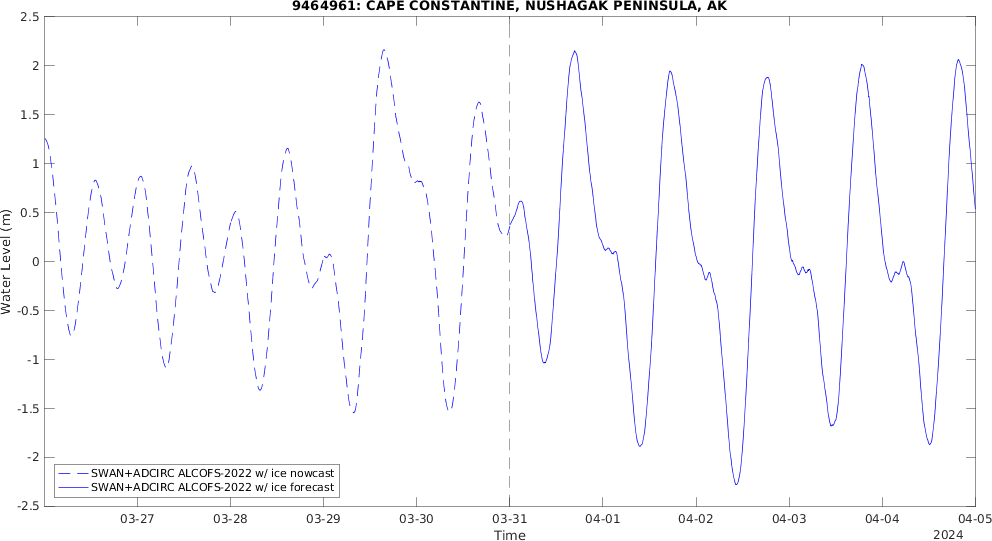 9464961: CAPE CONSTANTINE, NUSHAGAK PENINSULA, AK
2.5
2
1.5
1
0.5
0
-0.5
-1
-1.5
-2
-2.5
Water Level (m)
SWAN+ADCIRC ALCOFS-2022 w/ ice nowcast
SWAN+ADCIRC ALCOFS-2022 w/ ice forecast
03-27 03-28 03-29 03-30 03-31 04-01 04-02 04-03 04-04 04-05
Time
2024